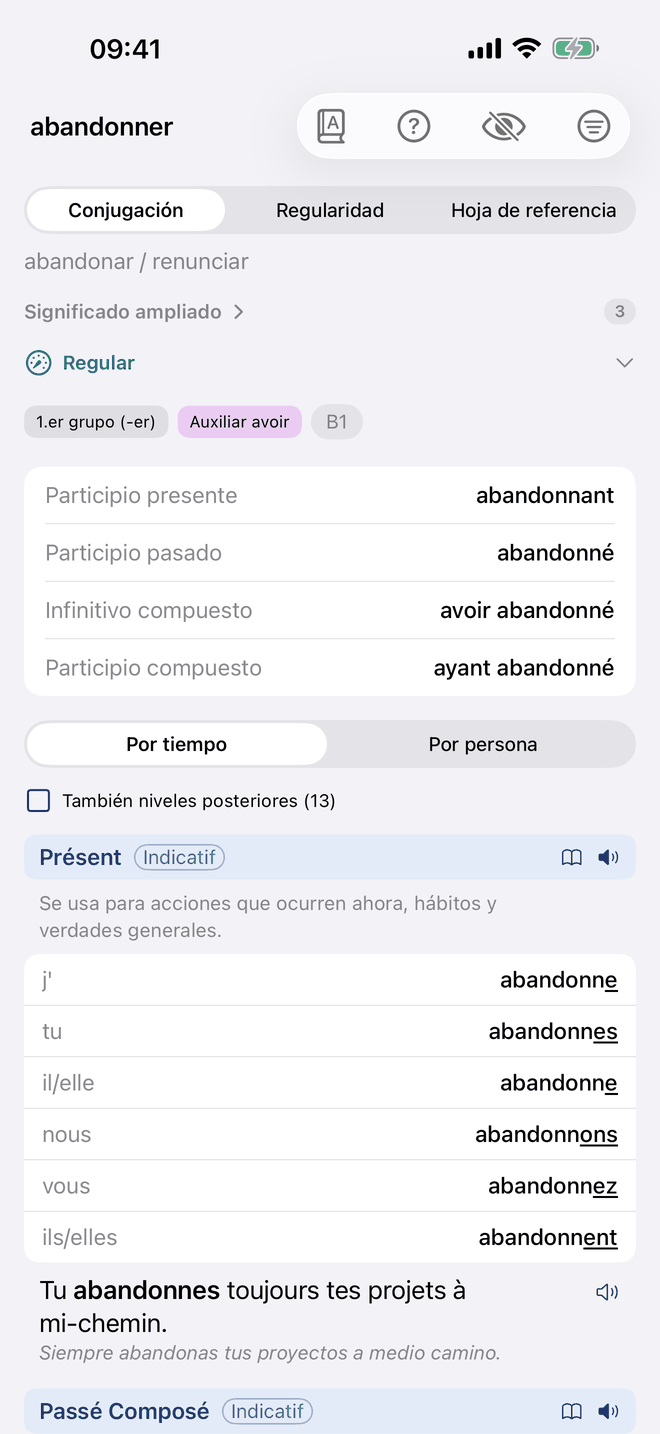 09:41
abandonner
Conjugación Regularidad Hoja de referencia
abandonar / renunciar
Significado ampliado 3
Regular
1.er grupo (-er) Auxiliar avoir B1
Participio presente abandonnant
Participio pasado abandonné
Infinitivo compuesto avoir abandonné
Participio compuesto ayant abandonné
Por tiempo Por persona
También niveles posteriores (13)
Présent Indicatif
Se usa para acciones que ocurren ahora, hábitos y
verdades generales.
j' abandonne
tu abandonnes
il/elle abandonne
nous abandonnons
vous abandonnez
ils/elles abandonnent
Tu abandonnes toujours tes projets à
mi-chemin.
Siempre abandonas tus proyectos a medio camino.
Passé Composé Indicatif